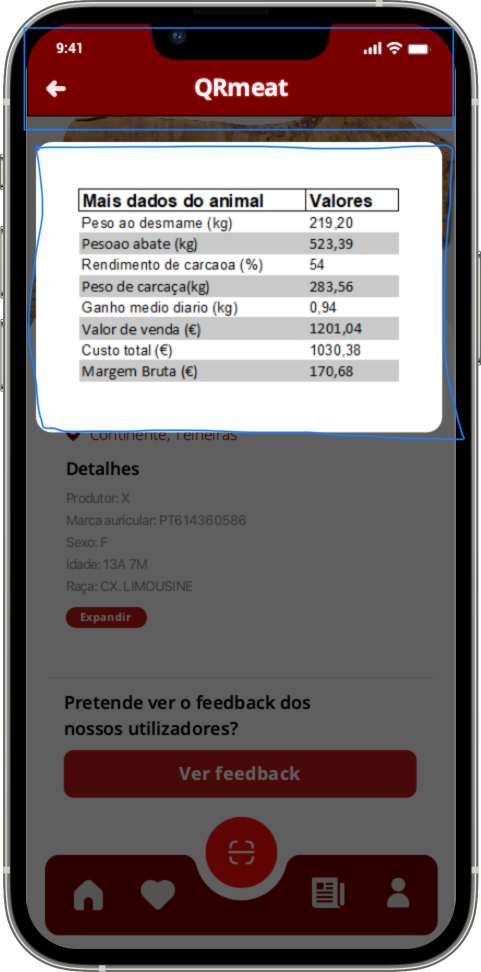 9:41
QRmeat
Mais dados do animal Valores
Peso ao desmame (kg) 219,20
Pesoao abate (kg) 523,39
Rendimento de carcaoa (%) 54
Peso de carcaça(kg) 283,56
Ganho medio diario (kg) 0,94
Valor de venda (€) 1201,04
Custo total (€) 1030,38
Margem Bruta (€) 170,68
Continente, Telheiras
Detalhes
Produtor: X
Marca auricular: PT614360586
Sexo: F
Idade: 13A 7M
Raça: CX. LIMOUSINE
Expandir
Pretende ver o feedback dos
nossos utilizadores?
Ver feedback